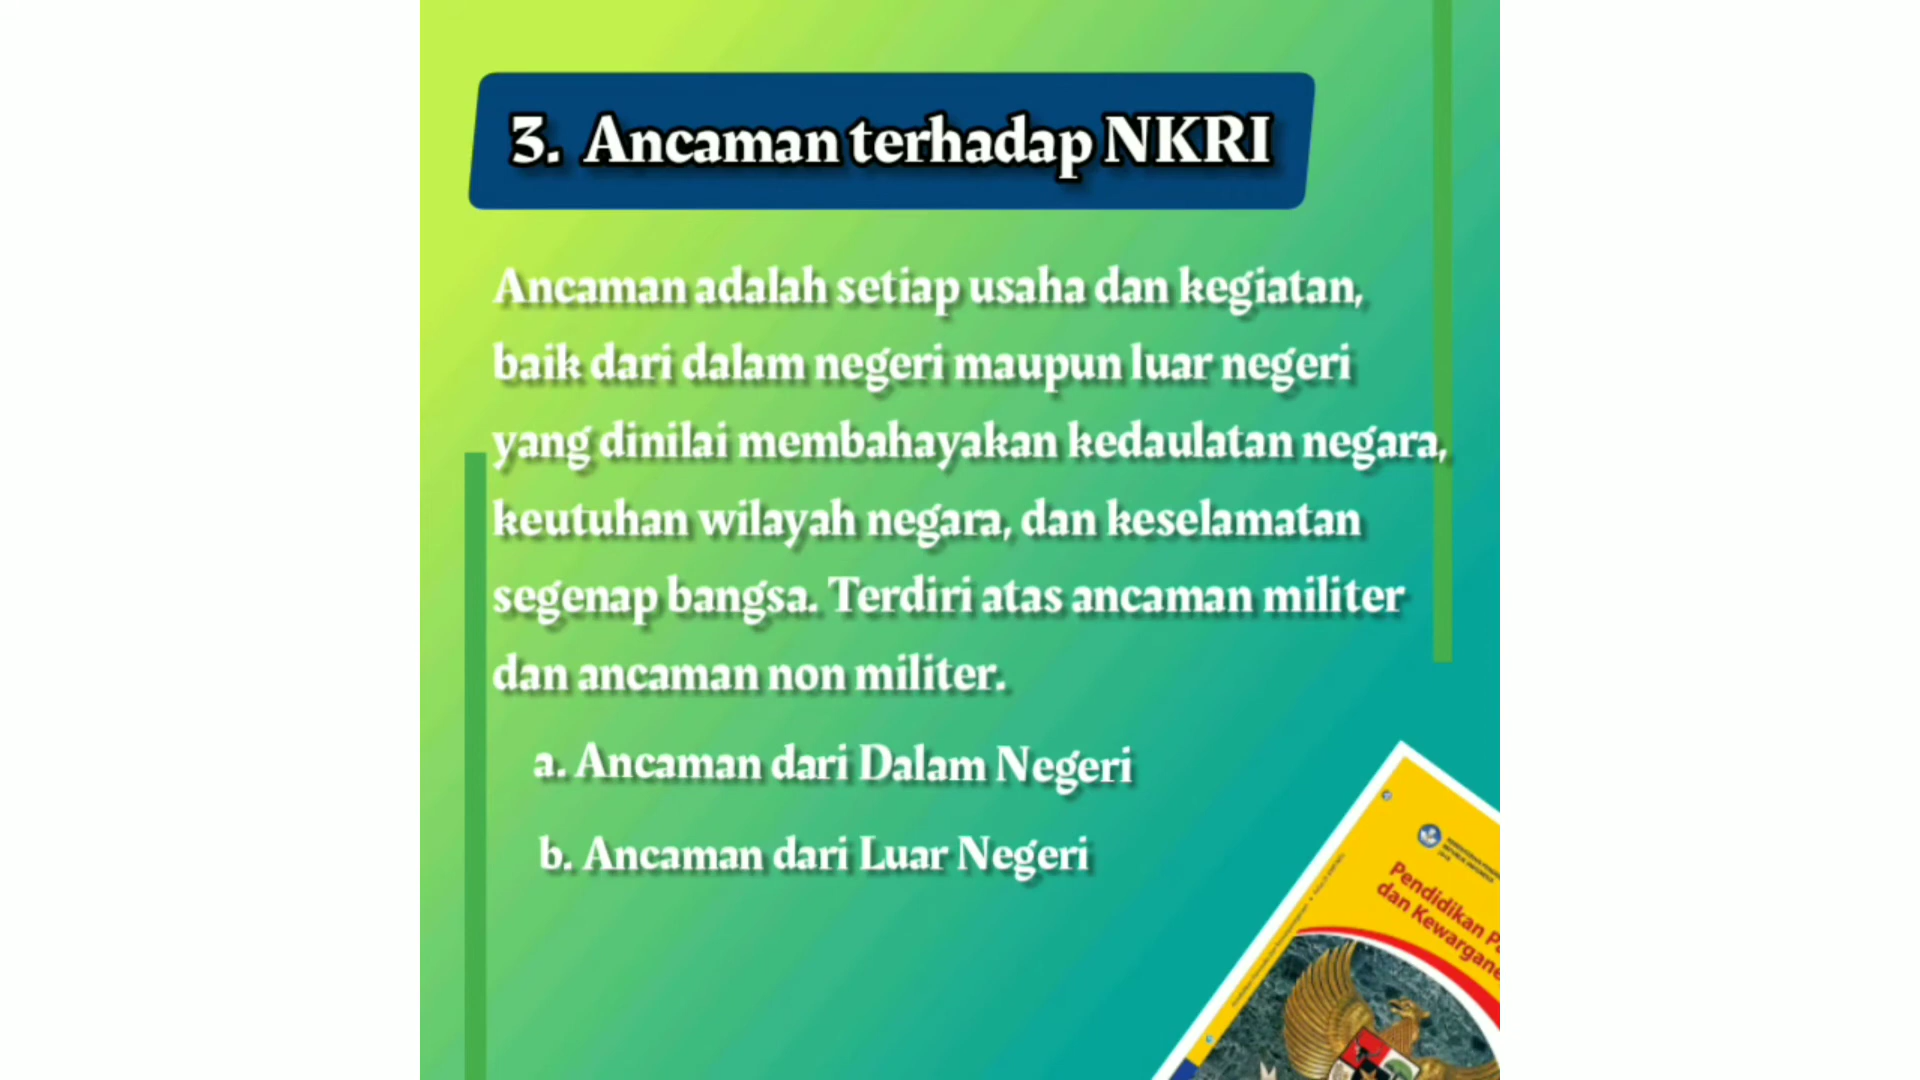 3. Ancaman terhadap NKRI
Ancaman adalah setiap usaha dan kegiatan,
baik dari dalam negeri maupun luar negeri
yang dinilai membahayakan kedaulatan negara,
keutuhan wilayah negara, dan keselamatan
segenap bangsa. Terdiri atas ancaman militer
dan ancaman non militer.
a. Ancaman dari Dalam Negeri
b. Ancaman dari Luar Negeri
Pendidikan
dan